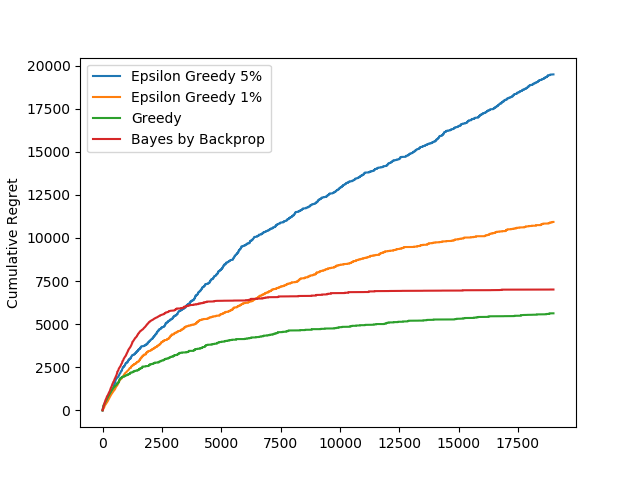 Epsilon Greedy 5%
Epsilon Greedy 1%
Greedy
Bayes by Backprop
Cumulative Regret
20000
17500
15000
12500
10000
7500
5000
2500
0
0 2500 5000 7500 10000 12500 15000 17500